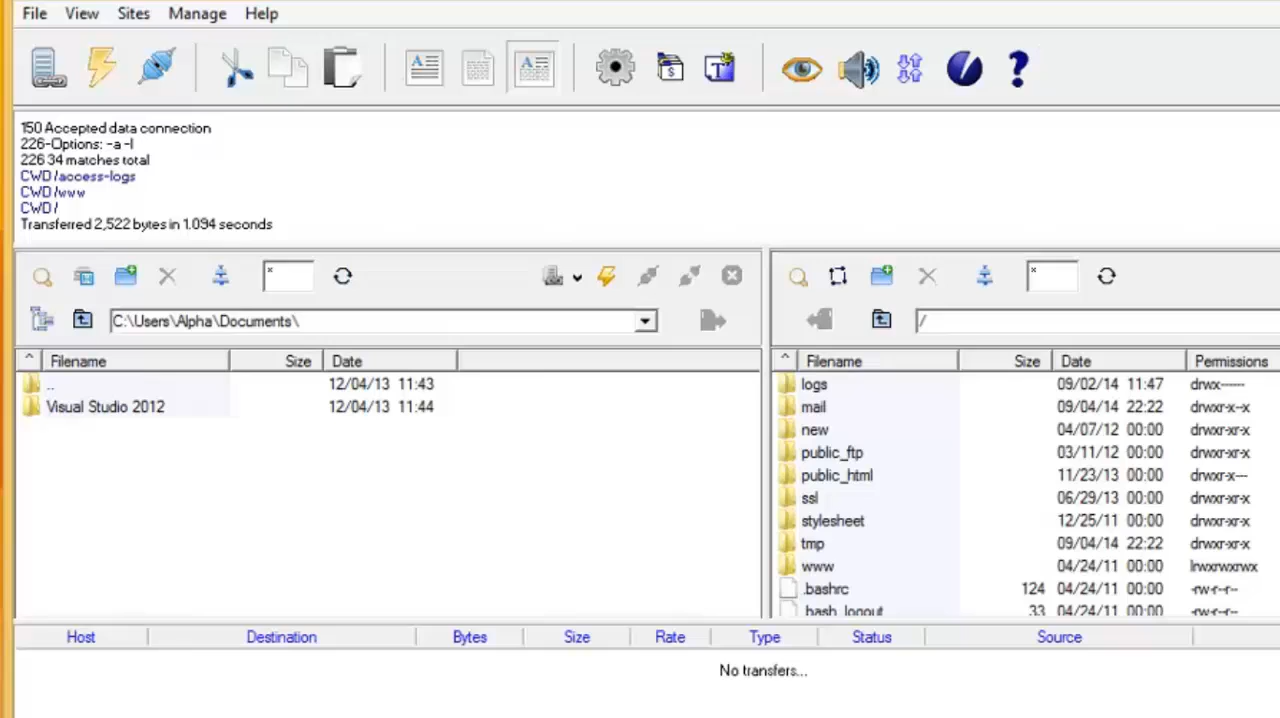 File View Sites Manage Help
150 Accepted data connection
226-Options: -a -l
226 34 matches total
CWD /access-logs
CWD /www
CWD /
Transferred 2,522 bytes in 1.094 seconds
*
C:\Users\Alpha\Documents\
^ Filename Size Date
.. 12/04/13 11:43
Visual Studio 2012 12/04/13 11:44
*
/
^ Filename Size Date Permissions
logs 09/02/14 11:47 drwx------
mail 09/04/14 22:22 drwxr-x--x
new 04/07/12 00:00 drwxr-xr-x
public_ftp 03/11/12 00:00 drwxr-xr-x
public_html 11/23/13 00:00 drwxr-x---
ssl 06/29/13 00:00 drwxr-xr-x
stylesheet 12/25/11 00:00 drwxr-xr-x
tmp 09/04/14 22:22 drwxr-xr-x
www 04/24/11 00:00 lrwxrwxrwx
.bashrc 124 04/24/11 00:00 -rw-r--r--
.bash_logout 33 04/24/11 00:00 -rw-r--r--
Host Destination Bytes Size Rate Type Status Source
No transfers...